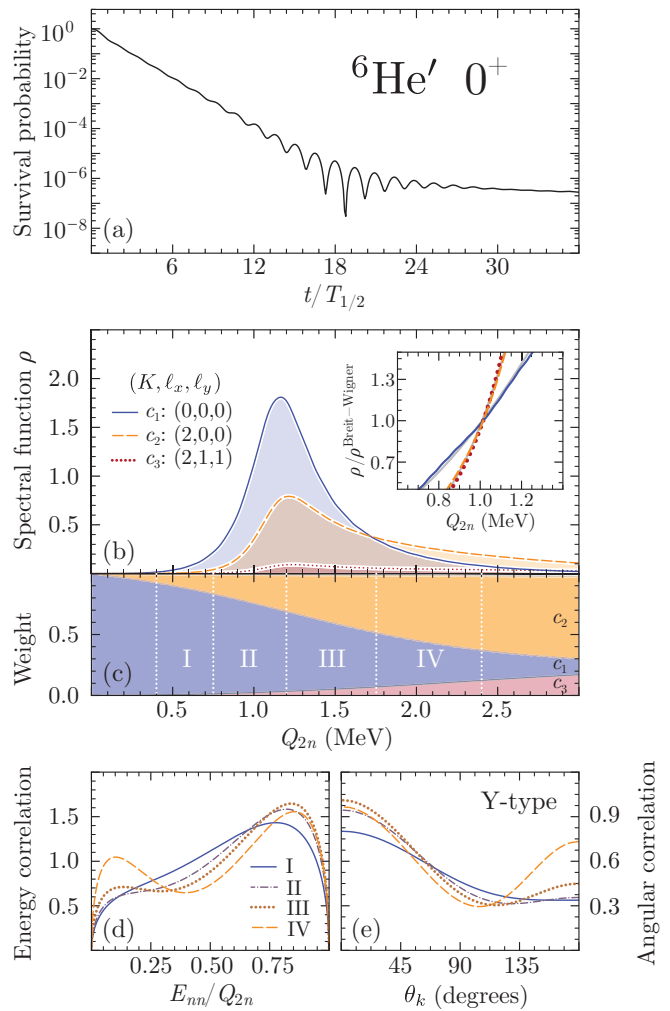 ⁶He′ 0⁺
Survival probability
10⁰
10⁻²
10⁻⁴
10⁻⁶
10⁻⁸
(a)
6 12 18 24 30
t/T₁/₂
Spectral function ρ
2.0
1.5
1.0
0.5
(K, ℓₓ, ℓᵧ)
c₁: (0,0,0)
c₂: (2,0,0)
c₃: (2,1,1)
(b)
ρ/ρᴮʳᵉⁱᵗ⁻ᵂⁱᵍⁿᵉʳ
1.3
1.0
0.7
0.8 1.0 1.2
Q₂ₙ (MeV)
Weight
0.5
0.0
(c)
I II III IV
c₂
c₁
c₃
0.5 1.0 1.5 2.0 2.5
Q₂ₙ (MeV)
Energy correlation
1.5
1.0
0.5
(d)
I
II
III
IV
0.25 0.50 0.75
Eₙₙ/Q₂ₙ
Y-type
(e)
0.9
0.6
0.3
Angular correlation
45 90 135
θₖ (degrees)